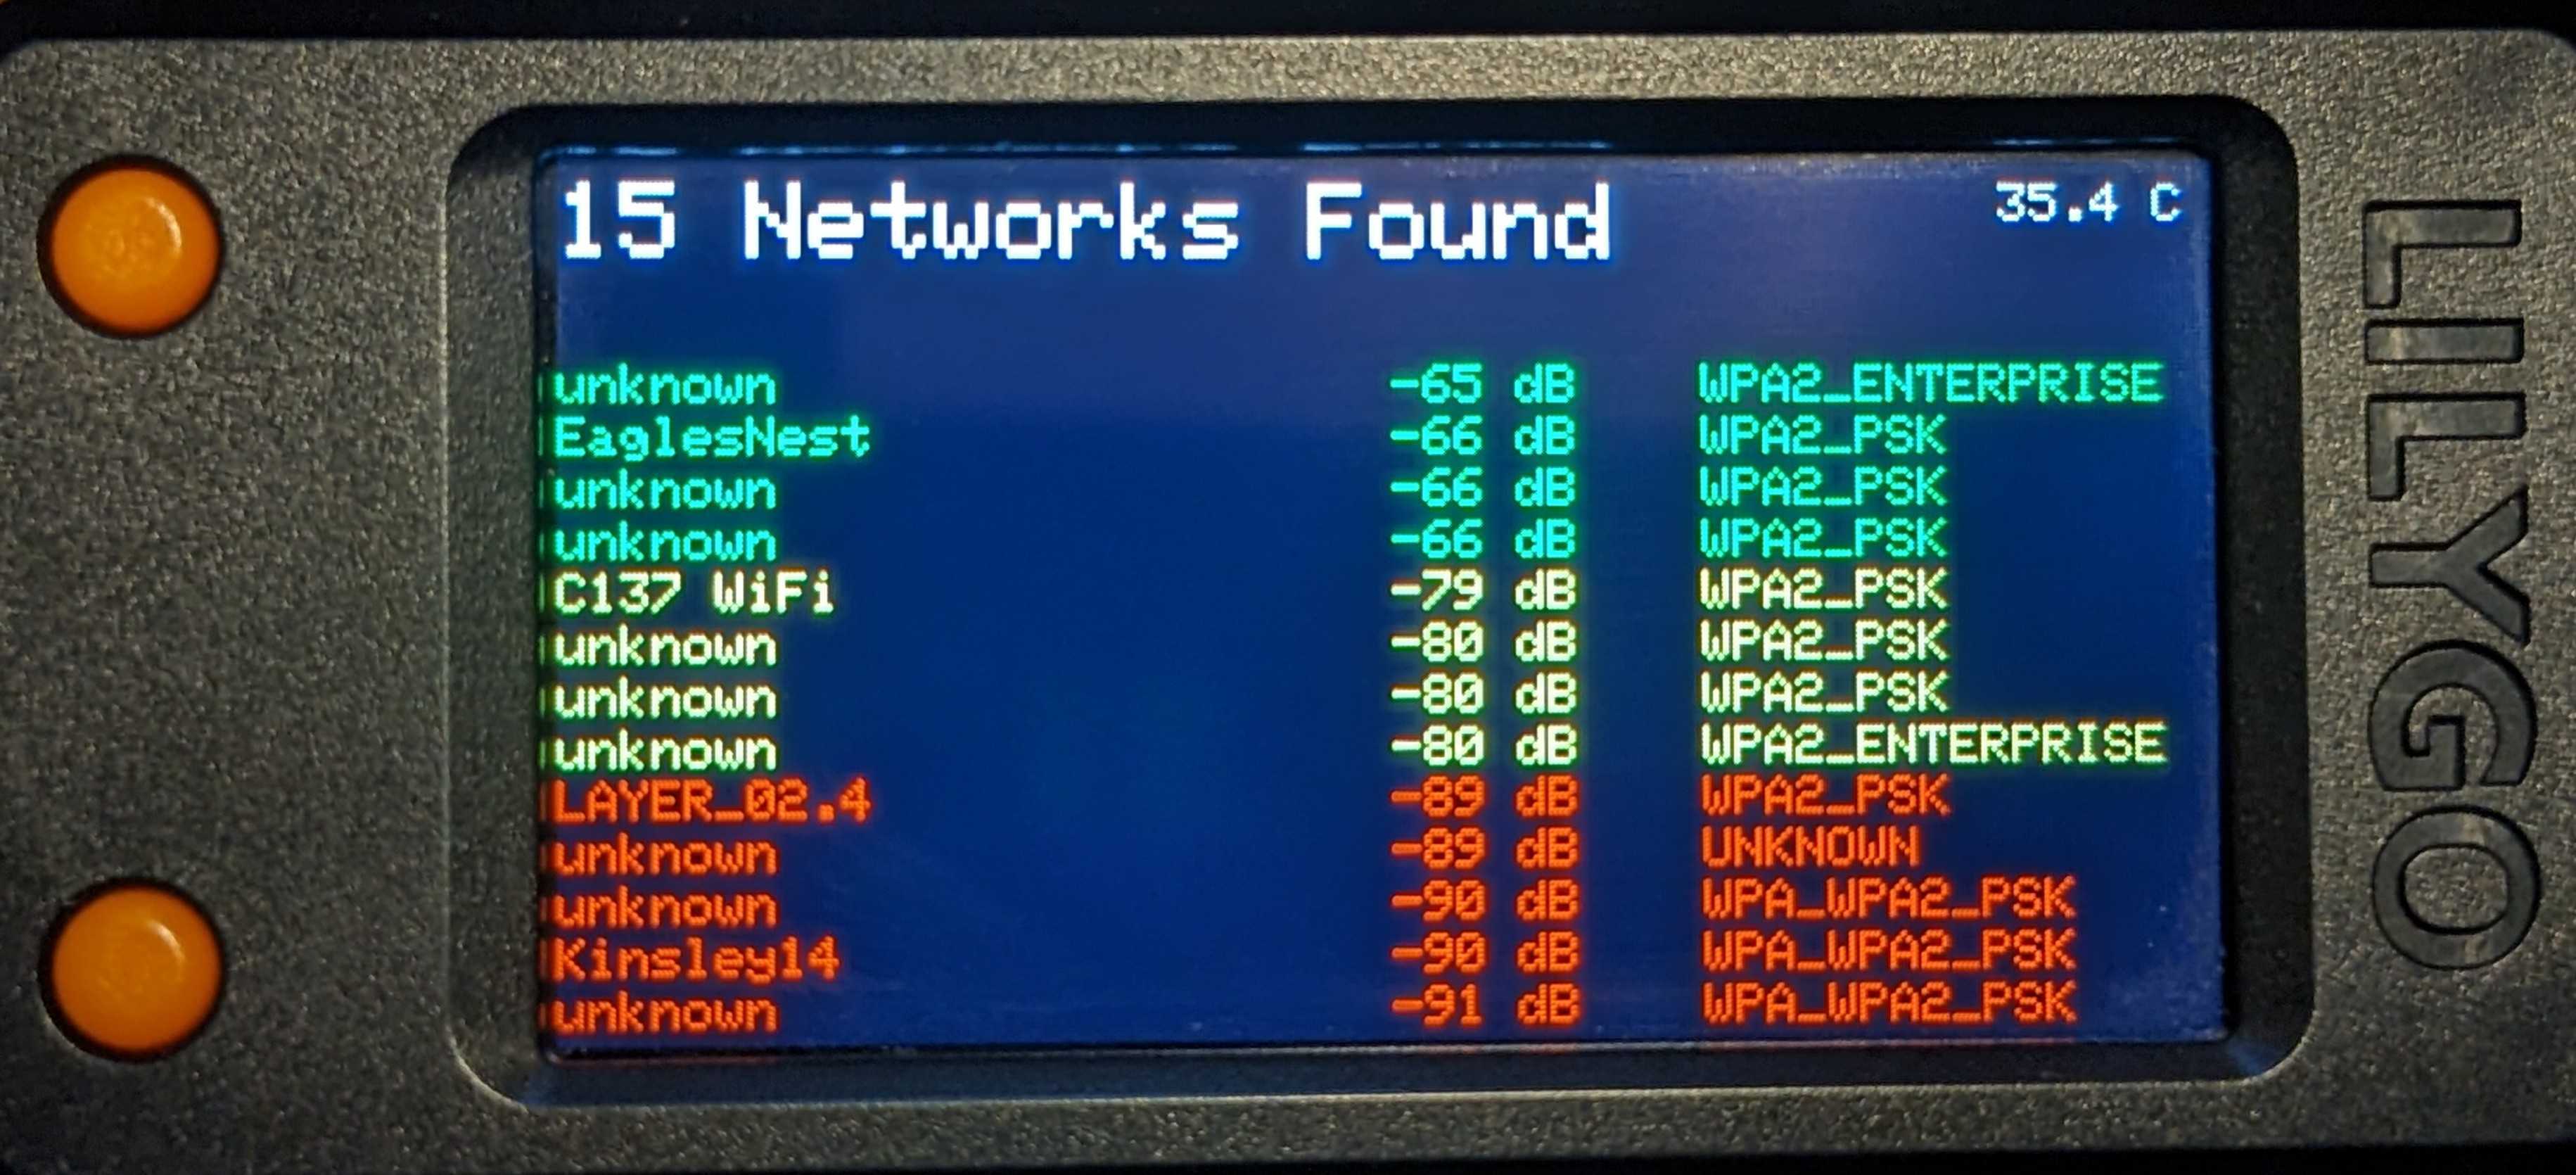 15 Networks Found 35.4 C
unknown -65 dB WPA2_ENTERPRISE
EaglesNest -66 dB WPA2_PSK
unknown -66 dB WPA2_PSK
unknown -66 dB WPA2_PSK
C137 WiFi -79 dB WPA2_PSK
unknown -80 dB WPA2_PSK
unknown -80 dB WPA2_PSK
unknown -80 dB WPA2_ENTERPRISE
LAYER_02.4 -89 dB WPA2_PSK
unknown -89 dB UNKNOWN
unknown -90 dB WPA_WPA2_PSK
Kinsley14 -90 dB WPA_WPA2_PSK
unknown -91 dB WPA_WPA2_PSK
LILYGO